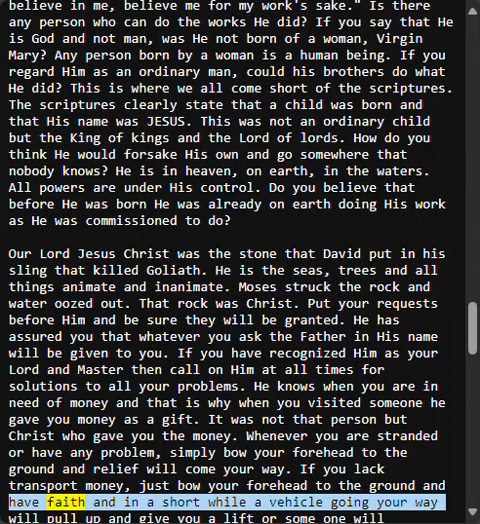 believe in me, believe me for my work's sake." Is there
any person who can do the works He did? If you say that He
is God and not man, was He not born of a woman, Virgin
Mary? Any person born by a woman is a human being. If you
regard Him as an ordinary man, could his brothers do what
He did? This is where we all come short of the scriptures.
The scriptures clearly state that a child was born and
that His name was JESUS. This was not an ordinary child
but the King of kings and the Lord of lords. How do you
think He would forsake His own and go somewhere that
nobody knows? He is in heaven, on earth, in the waters.
All powers are under His control. Do you believe that
before He was born He was already on earth doing His work
as He was commissioned to do?

Our Lord Jesus Christ was the stone that David put in his
sling that killed Goliath. He is the seas, trees and all
things animate and inanimate. Moses struck the rock and
water oozed out. That rock was Christ. Put your requests
before Him and be sure they will be granted. He has
assured you that whatever you ask the Father in His name
will be given to you. If you have recognized Him as your
Lord and Master then call on Him at all times for
solutions to all your problems. He knows when you are in
need of money and that is why when you visited someone he
gave you money as a gift. It was not that person but
Christ who gave you the money. Whenever you are stranded
or have any problem, simply bow your forehead to the
ground and relief will come your way. If you lack
transport money, just bow your forehead to the ground and
have faith and in a short while a vehicle going your way
will pull up and give you a lift or some one will